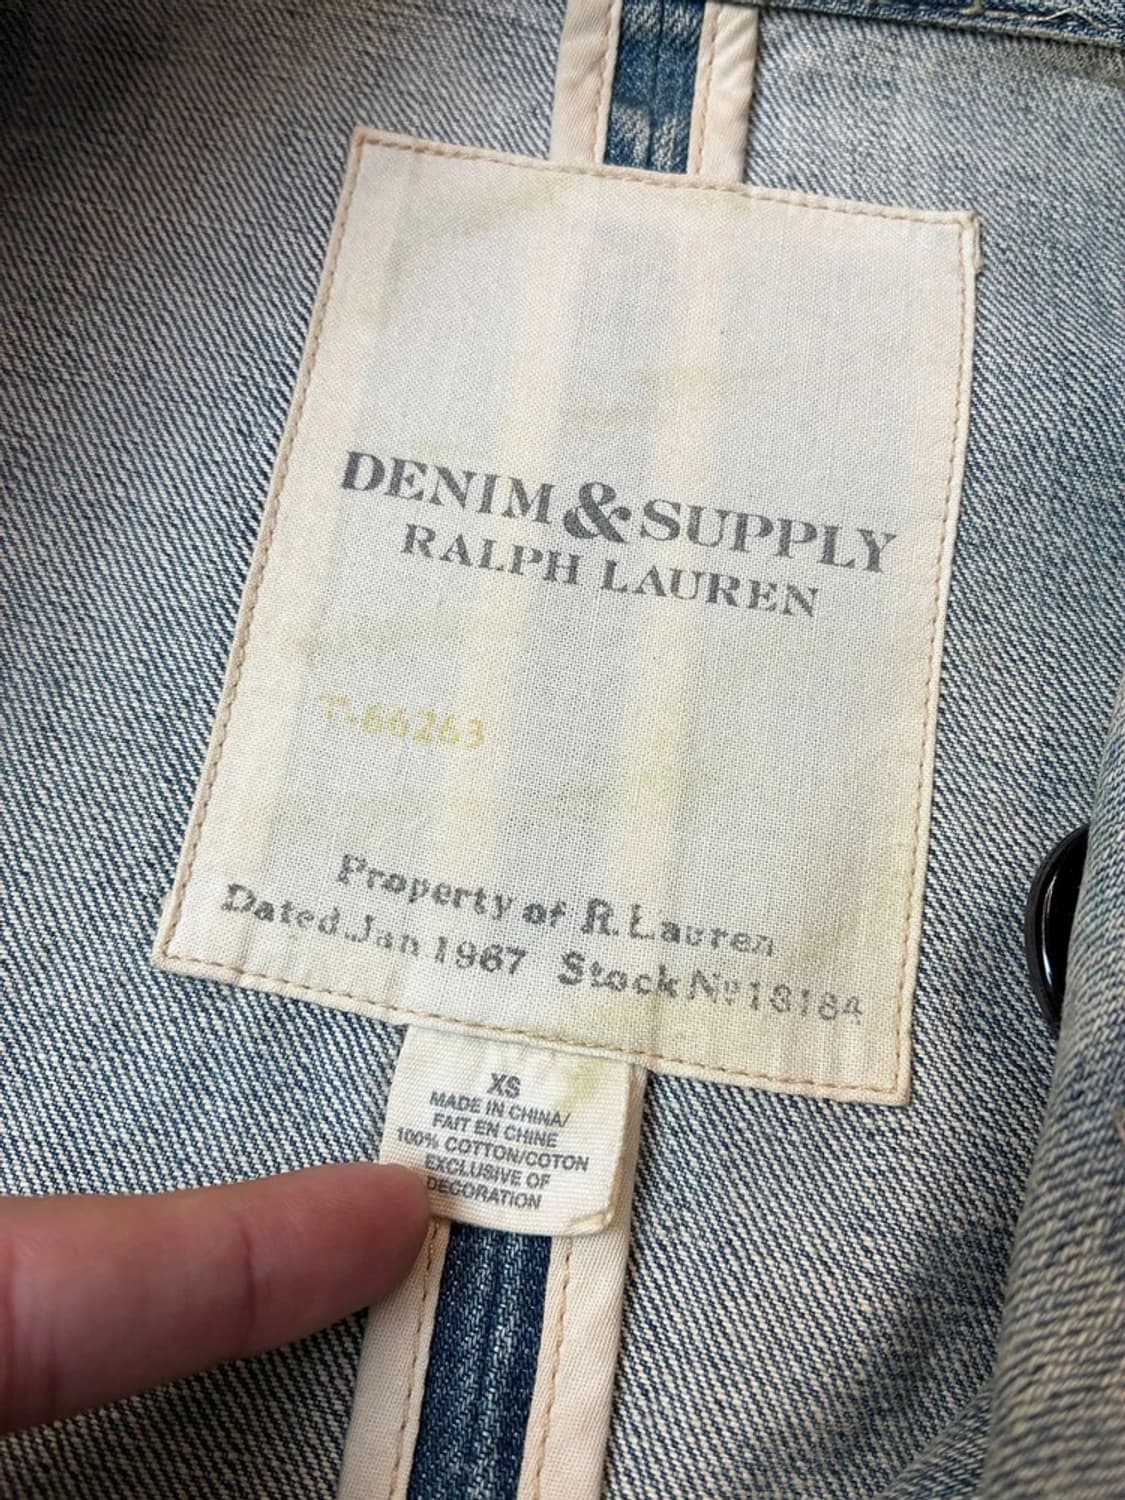 DENIM & SUPPLY
RALPH LAUREN
T-66263
Property of R. Lauren
Dated Jan 1967 Stock Nº 18184
XS
MADE IN CHINA/
FAIT EN CHINE
100% COTTON/COTON
EXCLUSIVE OF
DECORATION